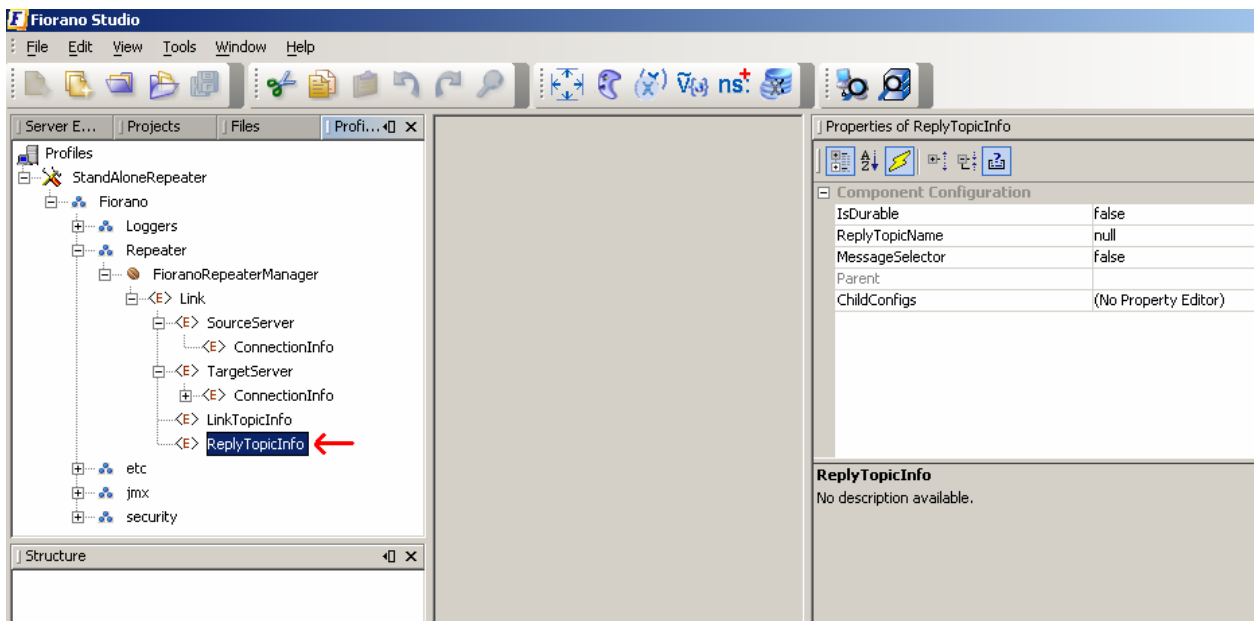 Fiorano Studio
File Edit View Tools Window Help
ns:
Server E... Projects Files Profi...
Profiles
StandAloneRepeater
Fiorano
Loggers
Repeater
FioranoRepeaterManager
<E> Link
<E> SourceServer
<E> ConnectionInfo
<E> TargetServer
<E> ConnectionInfo
<E> LinkTopicInfo
<E> ReplyTopicInfo
etc
jmx
security
Structure
Properties of ReplyTopicInfo
Component Configuration
IsDurable false
ReplyTopicName null
MessageSelector false
Parent
ChildConfigs (No Property Editor)
ReplyTopicInfo
No description available.